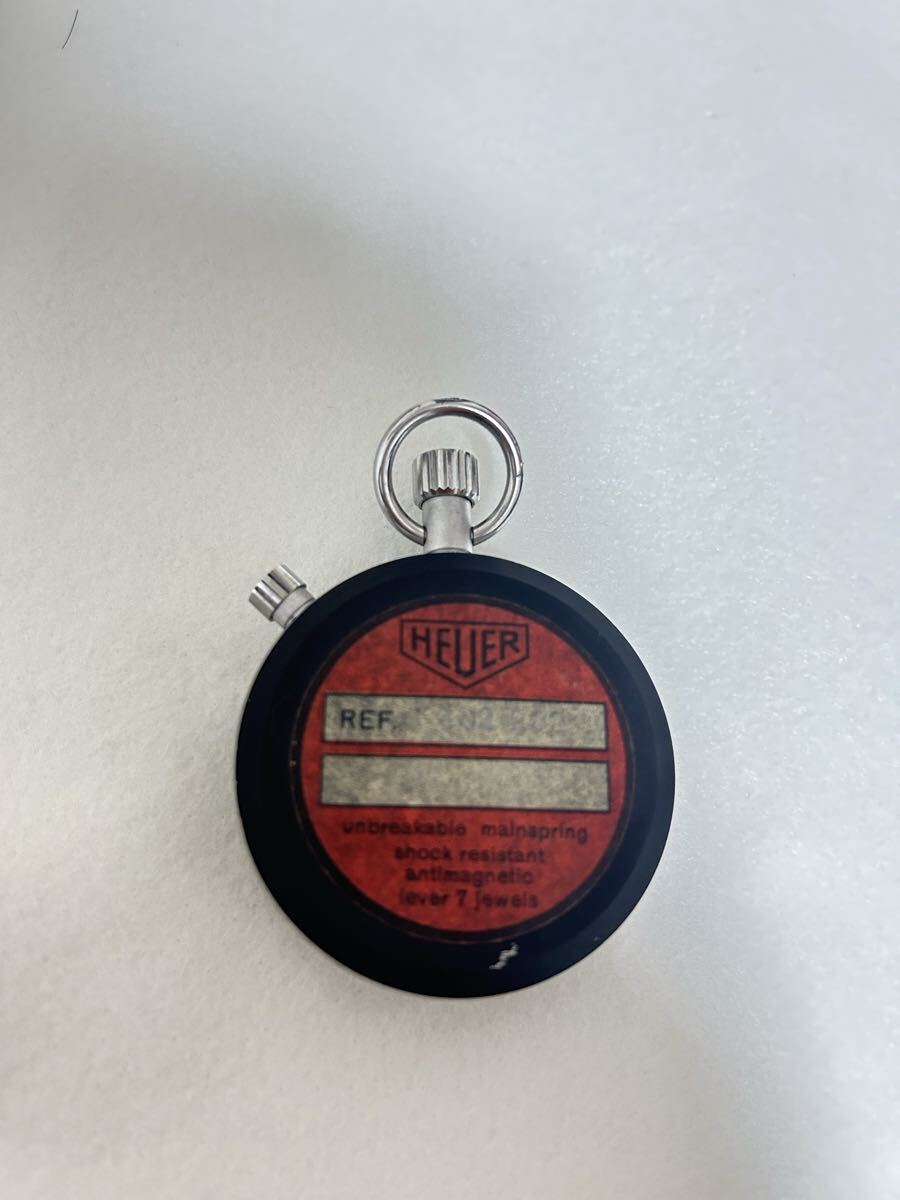 HEUER
REF.
unbreakable mainspring
shock resistant
antimagnetic
lever 7 jewels